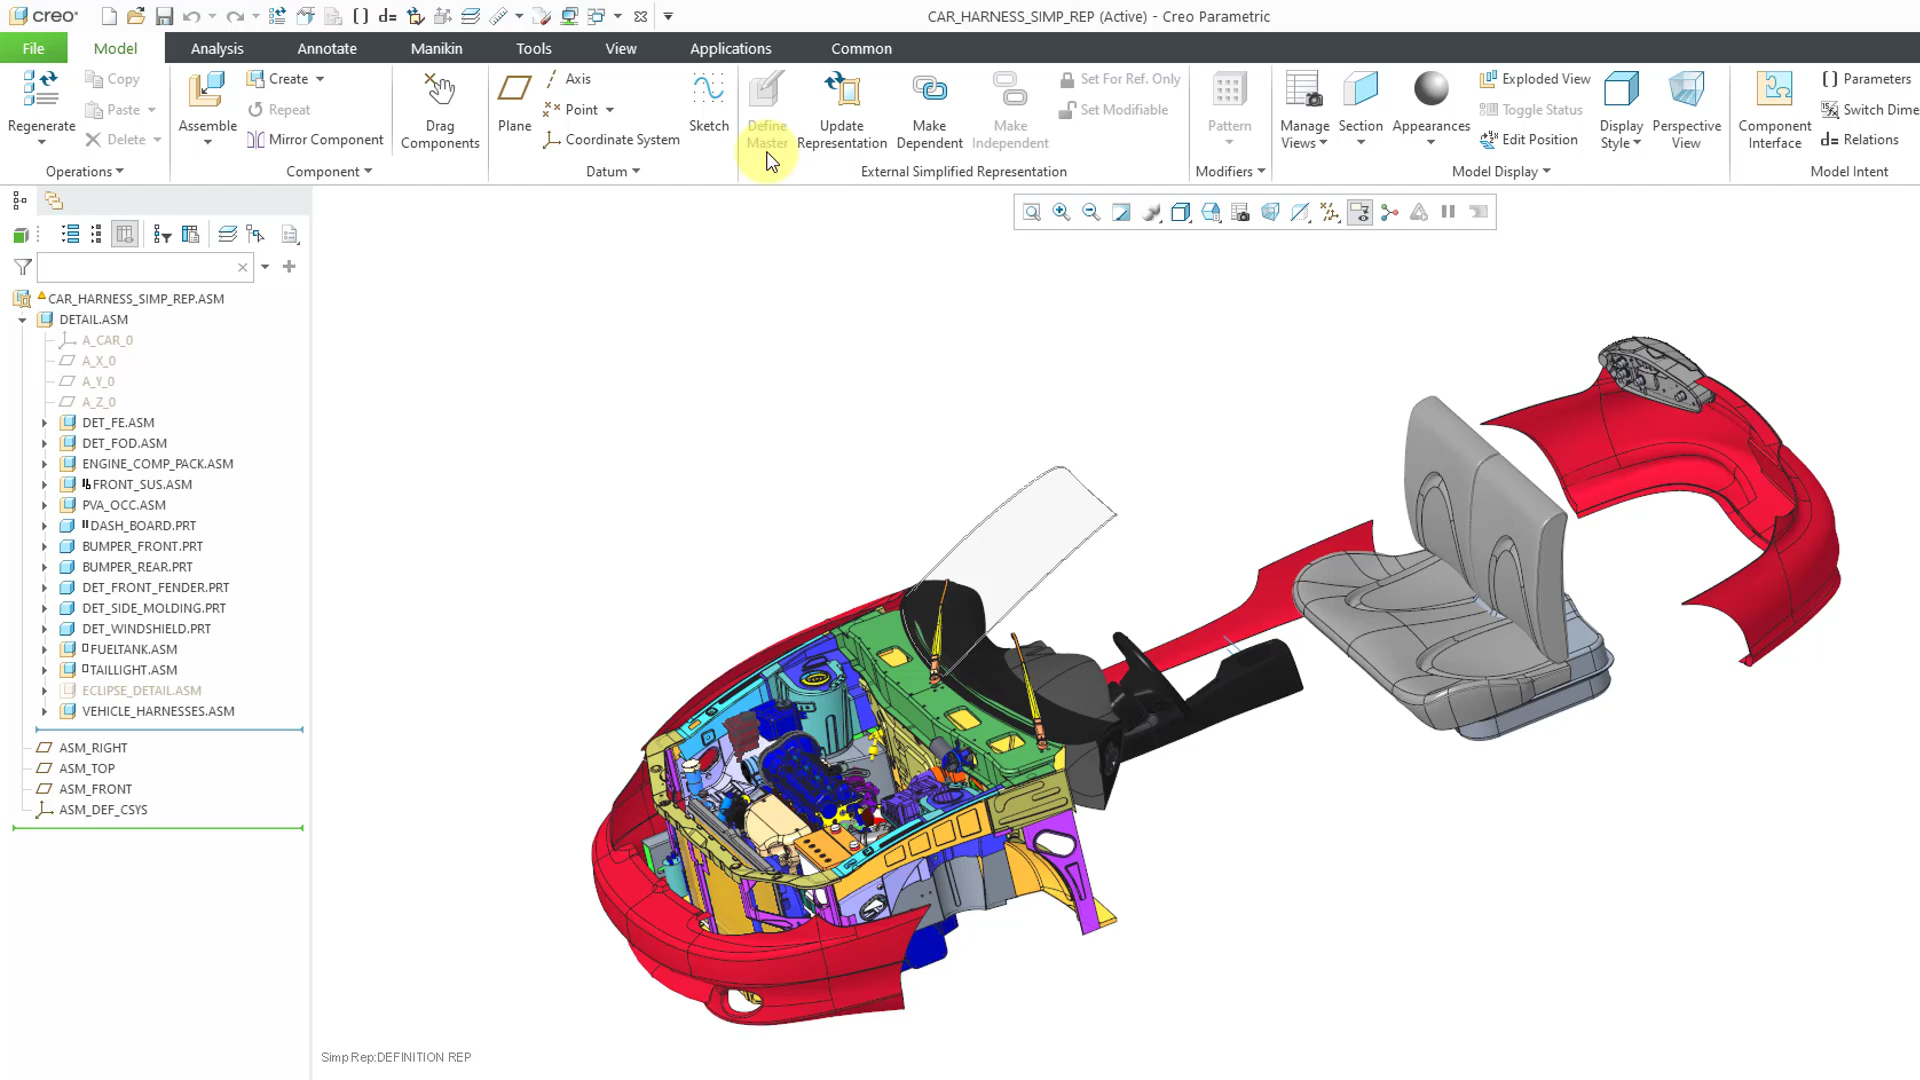 creo
d=
CAR_HARNESS_SIMP_REP (Active) - Creo Parametric
File
Model
Analysis
Annotate
Manikin
Tools
View
Applications
Common
Regenerate
Copy
Paste
Delete
Operations
Assemble
Create
Repeat
Mirror Component
Component
Drag Components
Plane
Axis
Point
Coordinate System
Sketch
Datum
Define Master
Update Representation
Make Dependent
Make Independent
Set For Ref. Only
Set Modifiable
External Simplified Representation
Pattern
Modifiers
Manage Views
Section
Appearances
Exploded View
Toggle Status
Edit Position
Display Style
Perspective View
Model Display
Component Interface
Parameters
Switch Dime
d= Relations
Model Intent
CAR_HARNESS_SIMP_REP.ASM
DETAIL.ASM
A_CAR_0
A_X_0
A_Y_0
A_Z_0
DET_FE.ASM
DET_FOD.ASM
ENGINE_COMP_PACK.ASM
FRONT_SUS.ASM
PVA_OCC.ASM
DASH_BOARD.PRT
BUMPER_FRONT.PRT
BUMPER_REAR.PRT
DET_FRONT_FENDER.PRT
DET_SIDE_MOLDING.PRT
DET_WINDSHIELD.PRT
FUELTANK.ASM
TAILLIGHT.ASM
ECLIPSE_DETAIL.ASM
VEHICLE_HARNESSES.ASM
ASM_RIGHT
ASM_TOP
ASM_FRONT
ASM_DEF_CSYS
Simp Rep:DEFINITION REP